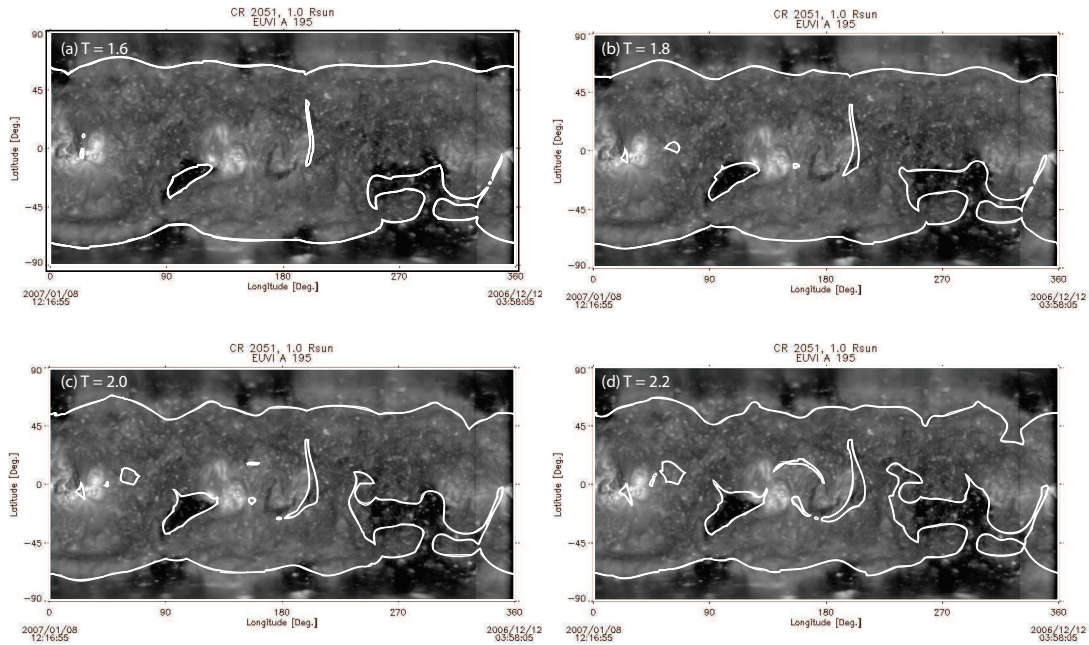 CR 2051, 1.0 Rsun
EUVI A 195
(a) T = 1.6
90
45
0
−45
−90
Latitude [Deg.]
0 90 180 270 360
Longitude [Deg.]
2007/01/08
12:16:55
2006/12/12
03:58:05
CR 2051, 1.0 Rsun
EUVI A 195
(b) T = 1.8
90
45
0
−45
−90
Latitude [Deg.]
0 90 180 270 360
Longitude [Deg.]
2007/01/08
12:16:55
2006/12/12
03:58:05
CR 2051, 1.0 Rsun
EUVI A 195
(c) T = 2.0
90
45
0
−45
−90
Latitude [Deg.]
0 90 180 270 360
Longitude [Deg.]
2007/01/08
12:16:55
2006/12/12
03:58:05
CR 2051, 1.0 Rsun
EUVI A 195
(d) T = 2.2
90
45
0
−45
−90
Latitude [Deg.]
0 90 180 270 360
Longitude [Deg.]
2007/01/08
12:16:55
2006/12/12
03:58:05